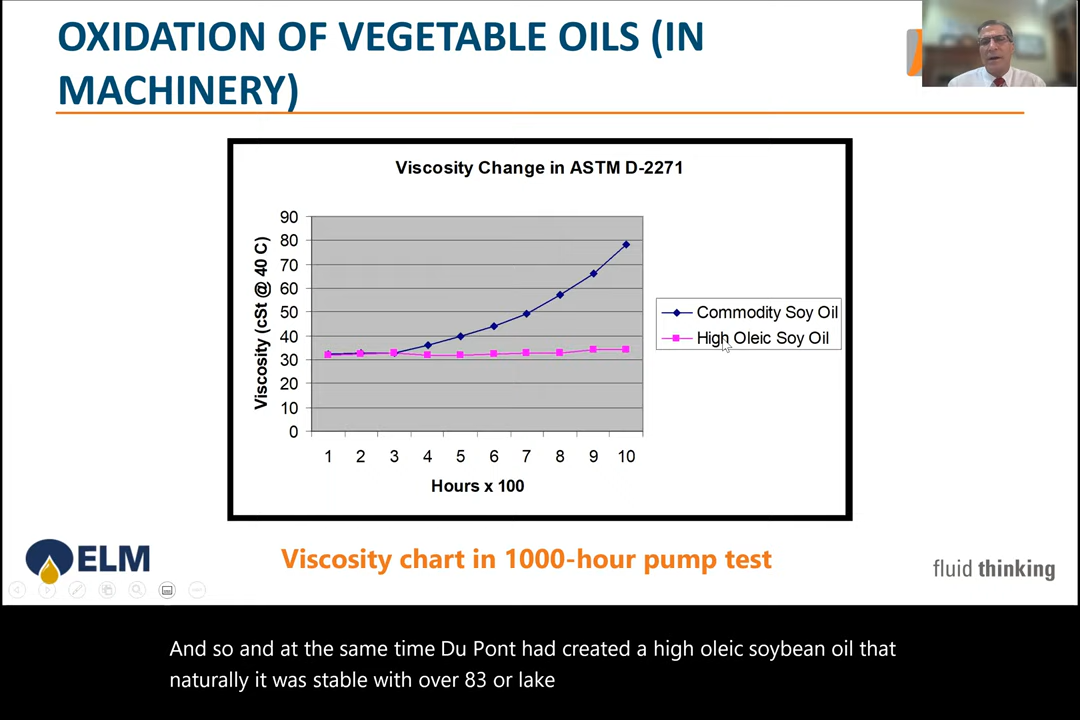 OXIDATION OF VEGETABLE OILS (IN
MACHINERY)
Viscosity Change in ASTM D-2271
Viscosity (cSt @ 40 C)
90
80
70
60
50
40
30
20
10
0
1 2 3 4 5 6 7 8 9 10
Hours x 100
Commodity Soy Oil
High Oleic Soy Oil
ELM
Viscosity chart in 1000-hour pump test
fluid thinking
And so and at the same time Du Pont had created a high oleic soybean oil that
naturally it was stable with over 83 or lake